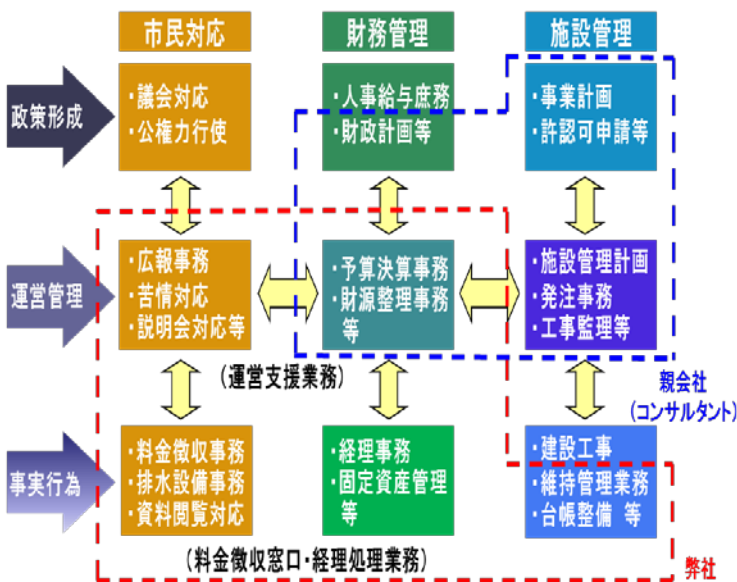 市民対応
財務管理
施設管理
政策形成
・議会対応
・公権力行使
・人事給与庶務
・財政計画等
・事業計画
・許認可申請等
運営管理
・広報事務
・苦情対応
・説明会対応等
・予算決算事務
・財源整理事務
等
・施設管理計画
・発注事務
・工事監理等
(運営支援業務)
親会社
(コンサルタント)
事実行為
・料金徴収事務
・排水設備事務
・資料閲覧対応
・経理事務
・固定資産管理
等
・建設工事
・維持管理業務
・台帳整備 等
(料金徴収窓口・経理処理業務)
弊社